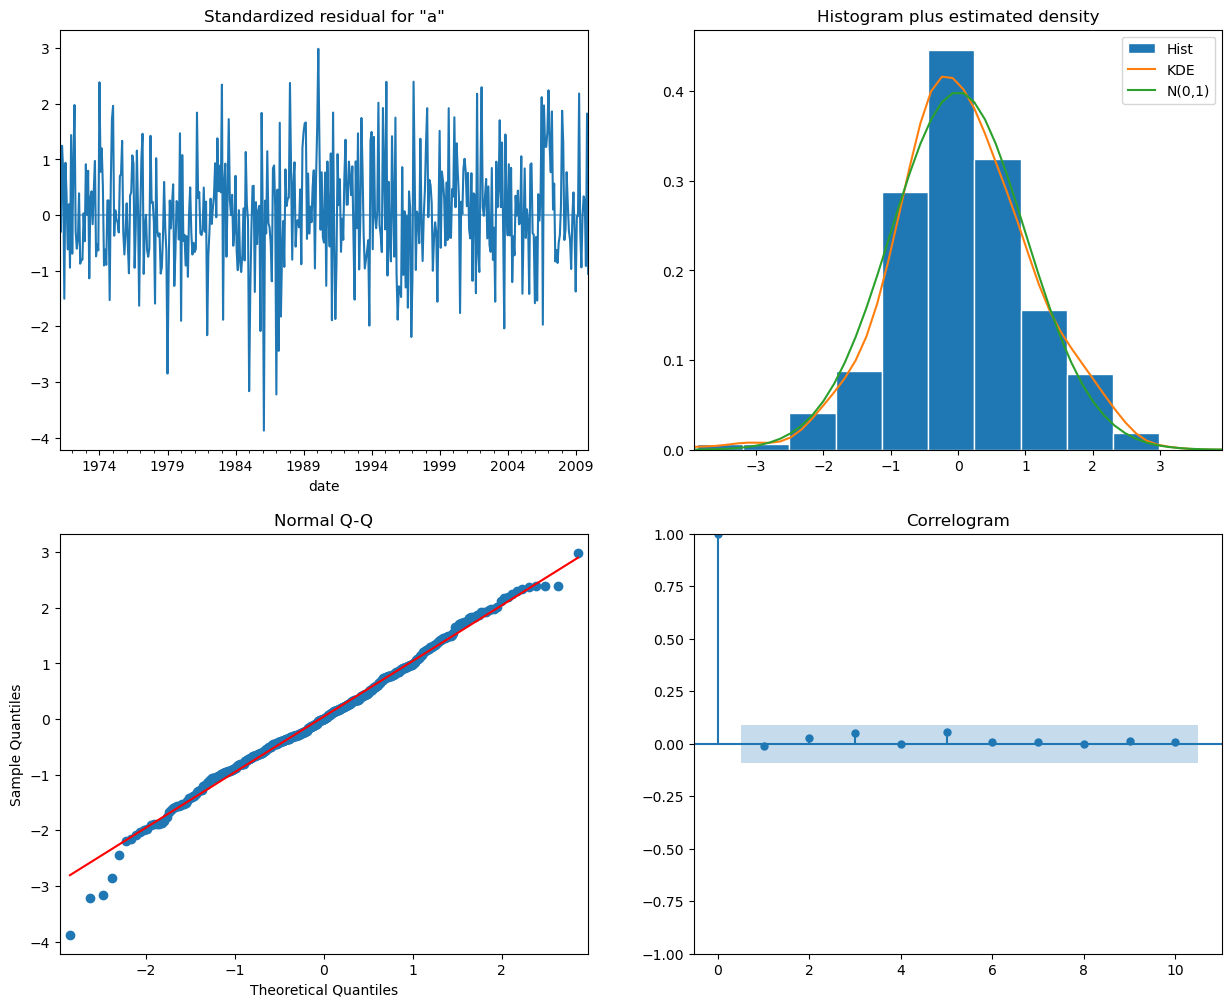 Standardized residual for "a"
3
2
1
0
−1
−2
−3
−4
1974 1979 1984 1989 1994 1999 2004 2009
date
Histogram plus estimated density
Hist
KDE
N(0,1)
0.4
0.3
0.2
0.1
0.0
−3 −2 −1 0 1 2 3
Normal Q-Q
Sample Quantiles
3
2
1
0
−1
−2
−3
−4
−2 −1 0 1 2
Theoretical Quantiles
Correlogram
1.00
0.75
0.50
0.25
0.00
−0.25
−0.50
−0.75
−1.00
0 2 4 6 8 10